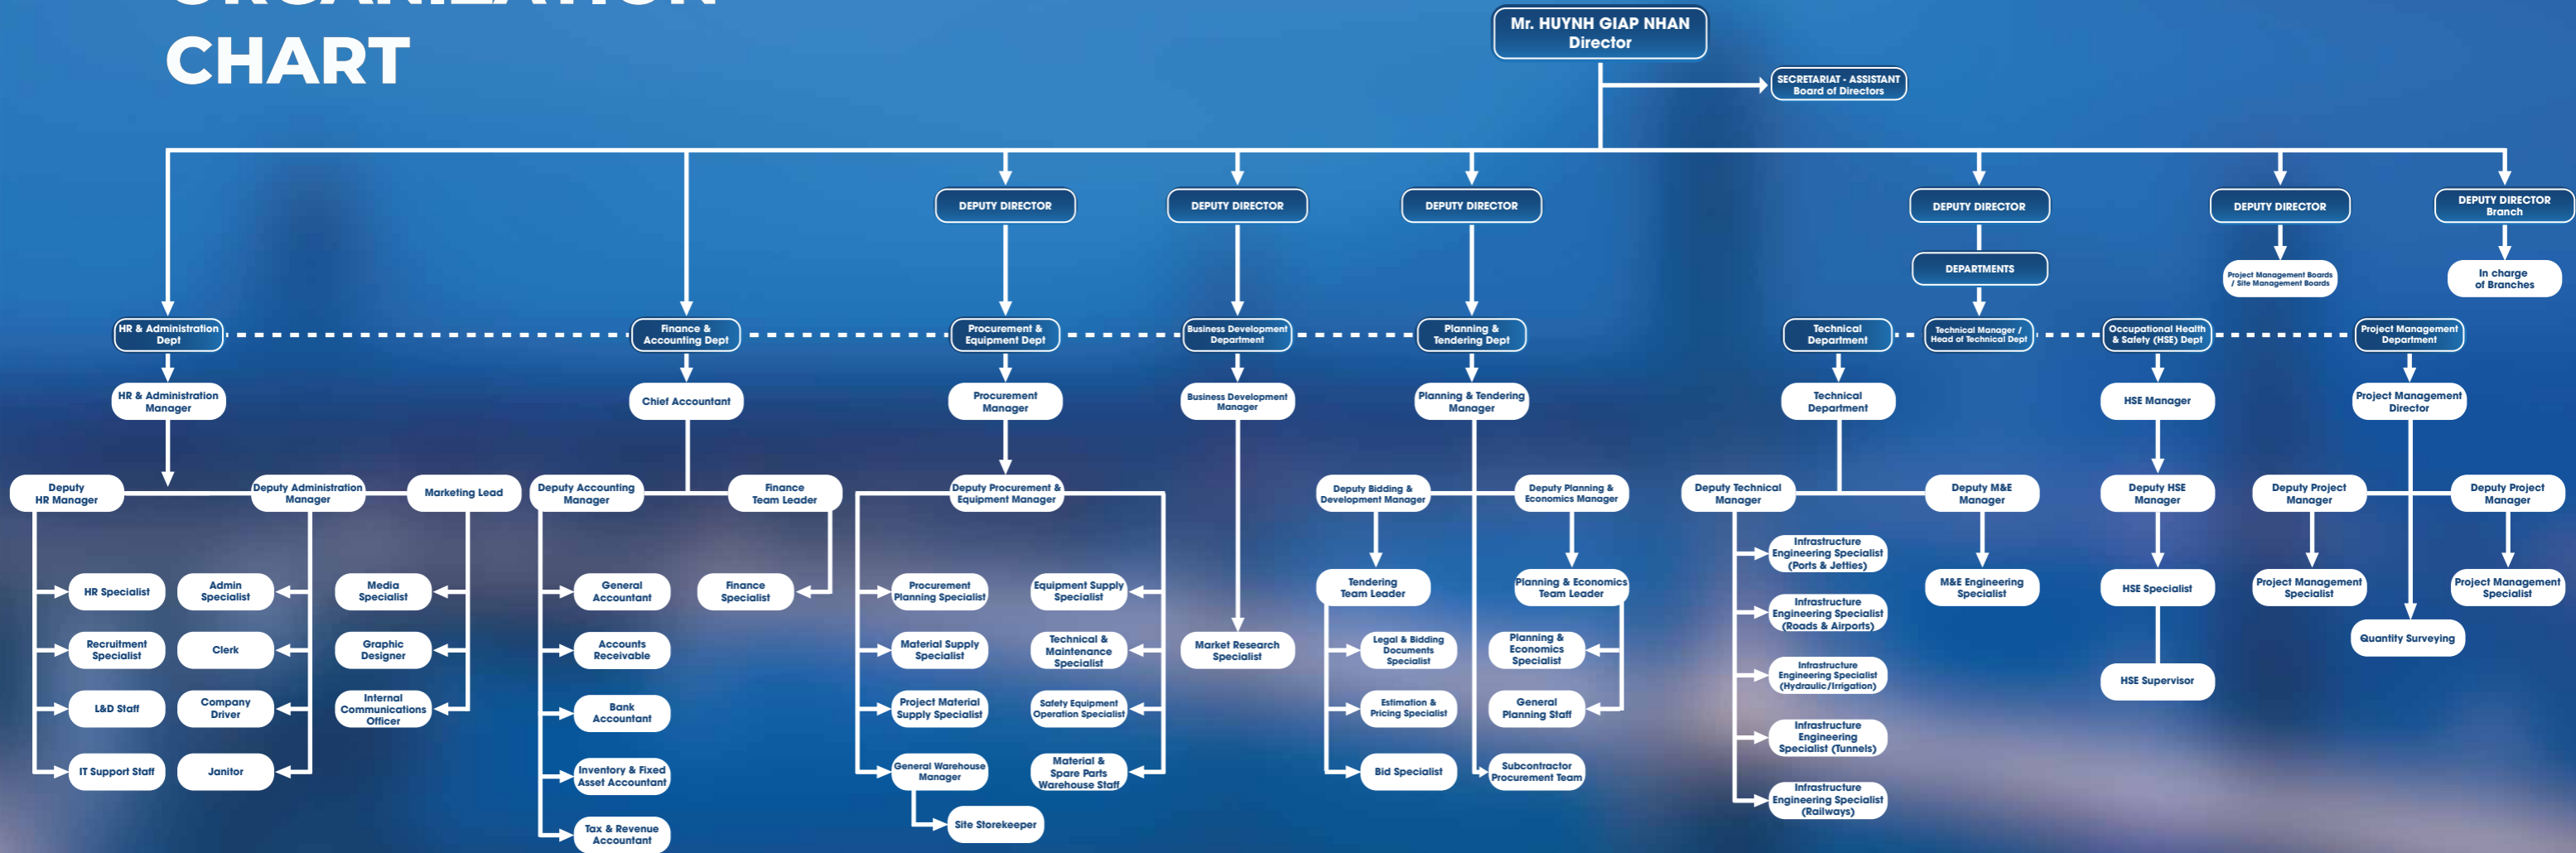 ORGANIZATION
CHART
Mr. HUYNH GIAP NHAN
Director
SECRETARIAT - ASSISTANT
Board of Directors
DEPUTY DIRECTOR
DEPUTY DIRECTOR
DEPUTY DIRECTOR
DEPUTY DIRECTOR
DEPUTY DIRECTOR
DEPUTY DIRECTOR
Branch
DEPARTMENTS
Project Management Boards
/ Site Management Boards
In charge
of Branches
HR & Administration
Dept
Finance &
Accounting Dept
Procurement &
Equipment Dept
Business Development
Department
Planning &
Tendering Dept
Technical
Department
Technical Manager /
Head of Technical Dept
Occupational Health
& Safety (HSE) Dept
Project Management
Department
HR & Administration
Manager
Chief Accountant
Procurement
Manager
Business Development
Manager
Planning & Tendering
Manager
Technical
Department
HSE Manager
Project Management
Director
Deputy
HR Manager
Deputy Administration
Manager
Marketing Lead
Deputy Accounting
Manager
Finance
Team Leader
Deputy Procurement &
Equipment Manager
Deputy Bidding &
Development Manager
Deputy Planning &
Economics Manager
Deputy Technical
Manager
Deputy M&E
Manager
Deputy HSE
Manager
Deputy Project
Manager
Deputy Project
Manager
HR Specialist
Recruitment
Specialist
L&D Staff
IT Support Staff
Admin
Specialist
Clerk
Company
Driver
Janitor
Media
Specialist
Graphic
Designer
Internal
Communications
Officer
General
Accountant
Accounts
Receivable
Bank
Accountant
Inventory & Fixed
Asset Accountant
Tax & Revenue
Accountant
Finance
Specialist
Procurement
Planning Specialist
Material Supply
Specialist
Project Material
Supply Specialist
General Warehouse
Manager
Site Storekeeper
Equipment Supply
Specialist
Technical &
Maintenance
Specialist
Safety Equipment
Operation Specialist
Material &
Spare Parts
Warehouse Staff
Market Research
Specialist
Tendering
Team Leader
Legal & Bidding
Documents
Specialist
Estimation &
Pricing Specialist
Bid Specialist
Planning & Economics
Team Leader
Planning &
Economics
Specialist
General
Planning Staff
Subcontractor
Procurement Team
Infrastructure
Engineering Specialist
(Ports & Jetties)
Infrastructure
Engineering Specialist
(Roads & Airports)
Infrastructure
Engineering Specialist
(Hydraulic/Irrigation)
Infrastructure
Engineering
Specialist (Tunnels)
Infrastructure
Engineering Specialist
(Railways)
M&E Engineering
Specialist
HSE Specialist
HSE Supervisor
Project Management
Specialist
Quantity Surveying
Project Management
Specialist